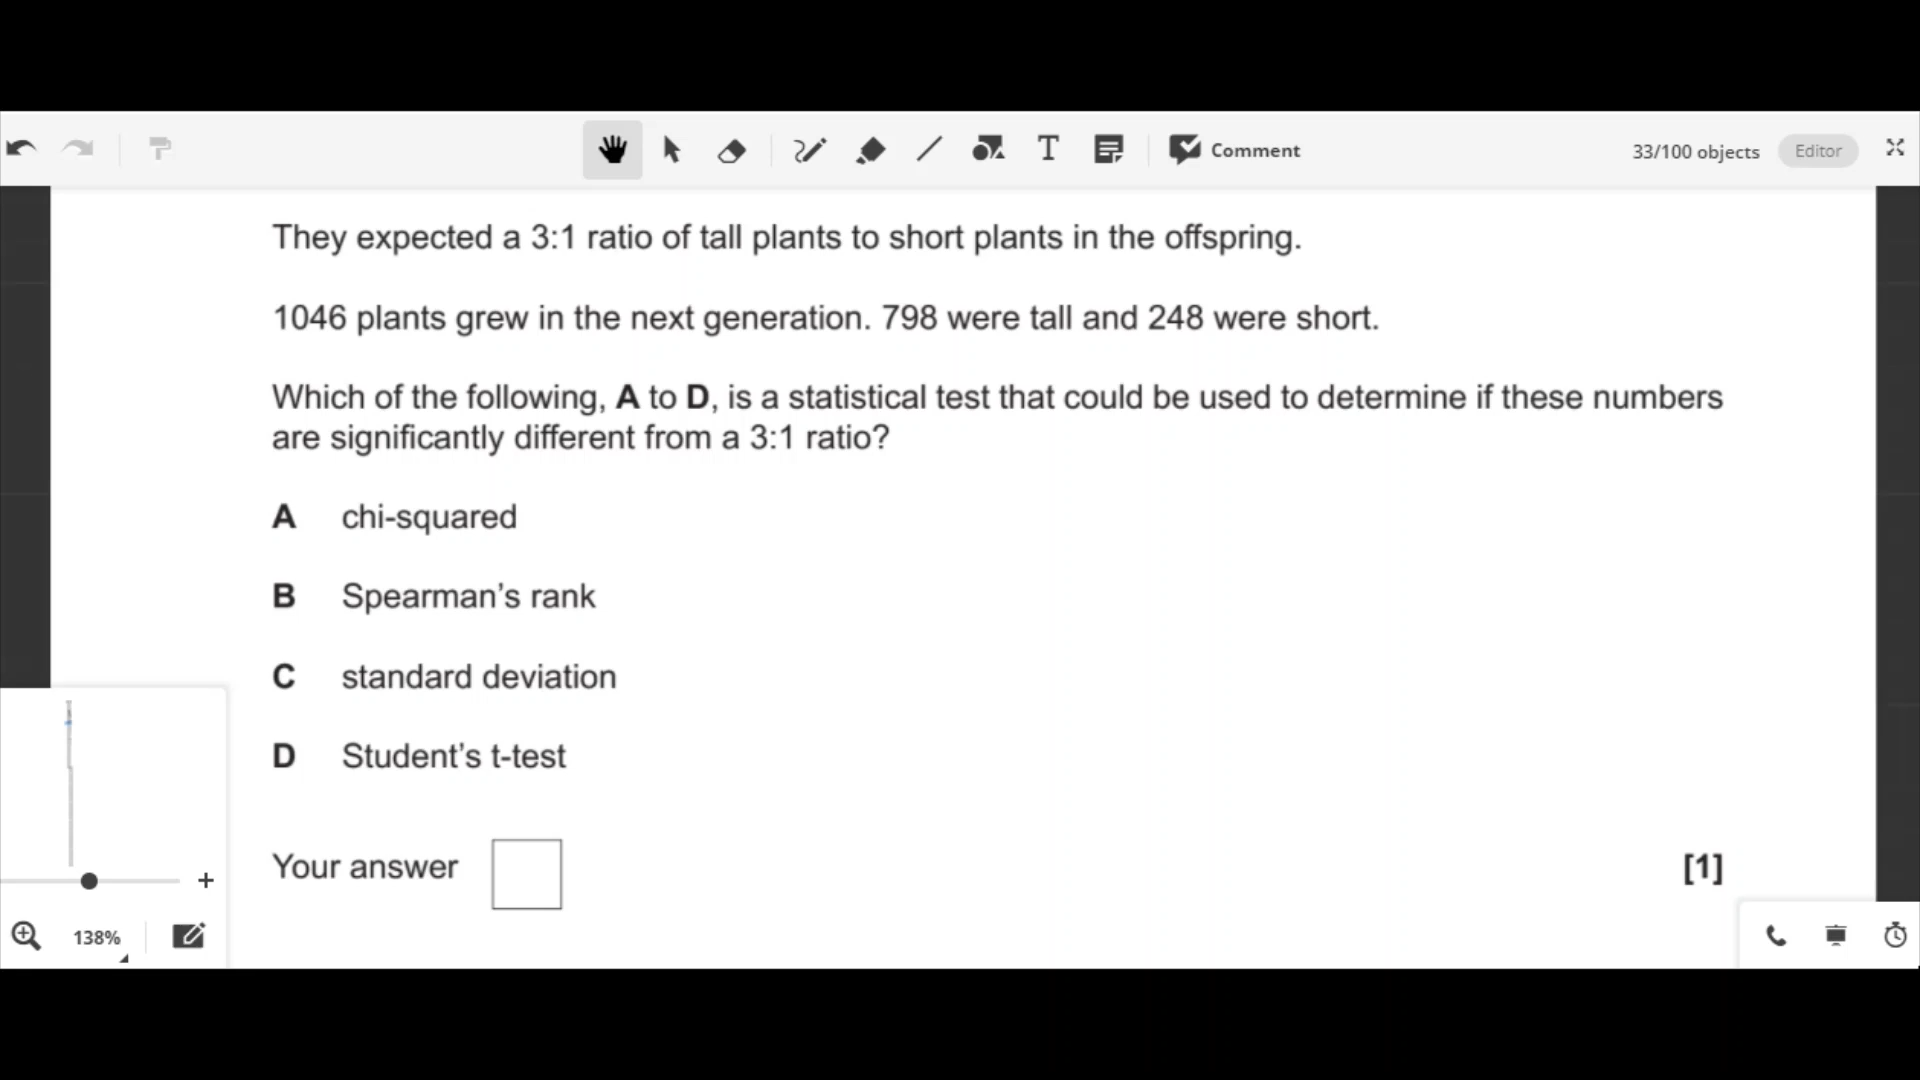 Comment
33/100 objects
Editor
They expected a 3:1 ratio of tall plants to short plants in the offspring.
1046 plants grew in the next generation. 798 were tall and 248 were short.
Which of the following, A to D, is a statistical test that could be used to determine if these numbers
are significantly different from a 3:1 ratio?
A chi-squared
B Spearman's rank
C standard deviation
D Student's t-test
Your answer
[1]
138%